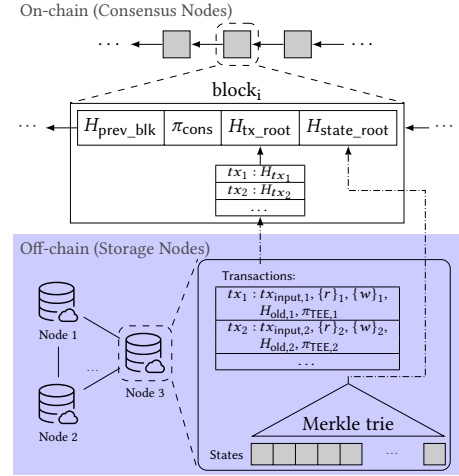 On-chain (Consensus Nodes)
... ...
block_i
... H_prev_blk π_cons H_tx_root H_state_root ...
tx_1 : H_tx_1
tx_2 : H_tx_2
...
Off-chain (Storage Nodes)
Transactions:
tx_1 : tx_input,1, {r}_1, {w}_1,
H_old,1, π_TEE,1
tx_2 : tx_input,2, {r}_2, {w}_2,
H_old,2, π_TEE,2
...
Node 1
...
Node 3
Node 2
Merkle trie
States ...